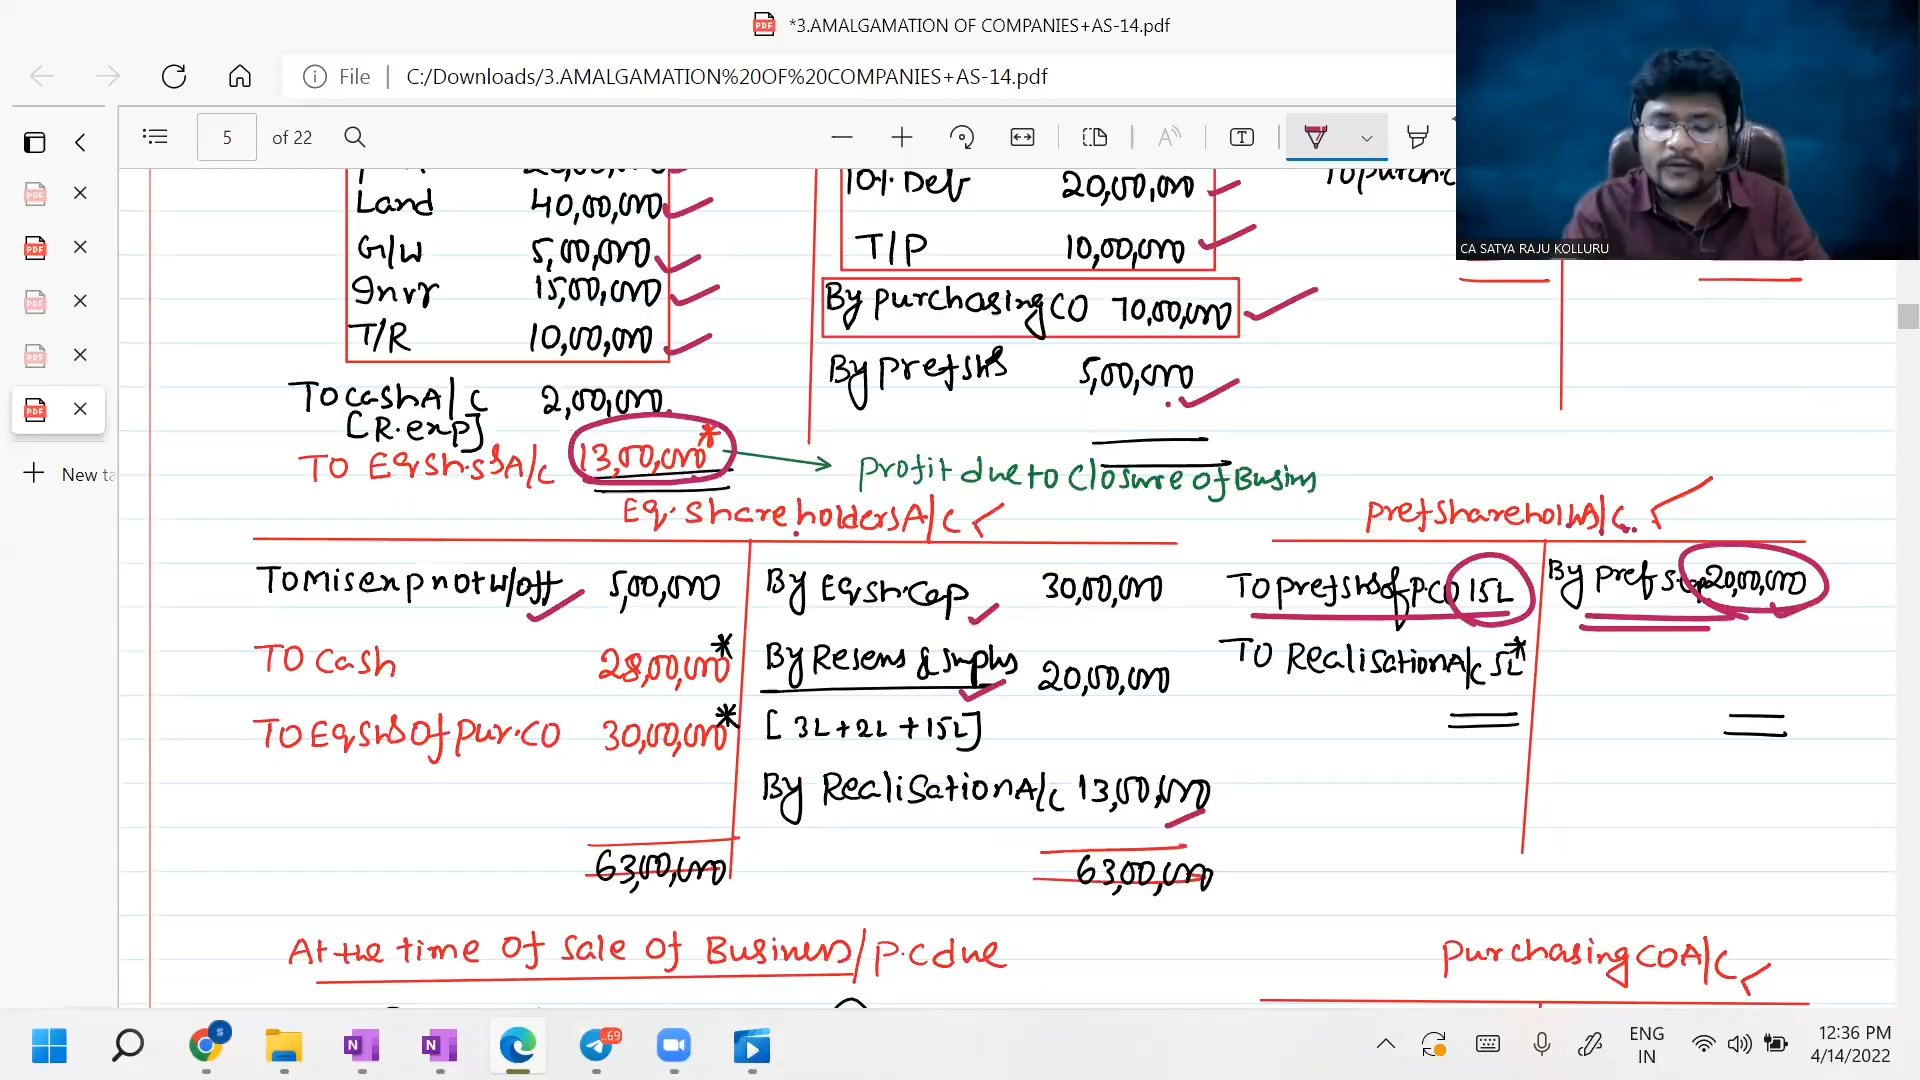 *3.AMALGAMATION OF COMPANIES+AS-14.pdf
File C:/Downloads/3.AMALGAMATION%20OF%20COMPANIES+AS-14.pdf
5 of 22
CA SATYA RAJU KOLLURU
New ta
Land 40,00,000
G/W 5,00,000
Invr 15,00,000
T/R 10,00,000
To cash A/c 2,00,000
[R.exp]
TO Eq.sh.s A/c 13,00,000*
10% Deb 20,00,000
T/P 10,00,000
By purchasing CO 70,00,000
By pref shs 5,00,000
To purch.c
profit due to closure of Busins
Eq. shareholders A/c
To Mis exp not w/off 5,00,000
TO cash 28,00,000*
TO Eq shs of pur.co 30,00,000*
63,00,000
By Eq sh. cap 30,00,000
By Resens & surplus 20,00,000
[3L+2L+15L]
By Realisation A/c 13,00,000
63,00,000
pref shareholders A/c
To pref shs of P.CO 15L
TO Realisation A/c 5L*
By pref s. cap 20,00,000
At the time of sale of Business/p.c due
purchasing CO A/c
.69
ENG
IN
12:36 PM
4/14/2022